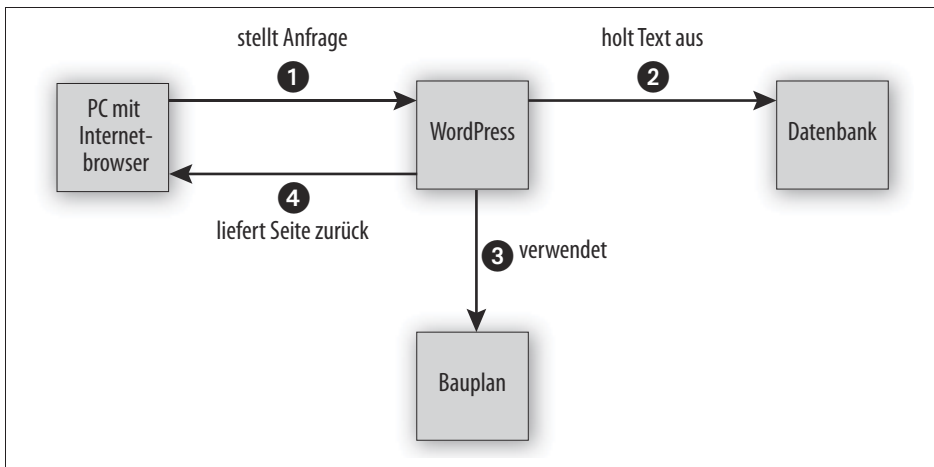 stellt Anfrage
holt Text aus
1
2
PC mit
Internet-
browser
WordPress
Datenbank
4
liefert Seite zurück
3 verwendet
Bauplan